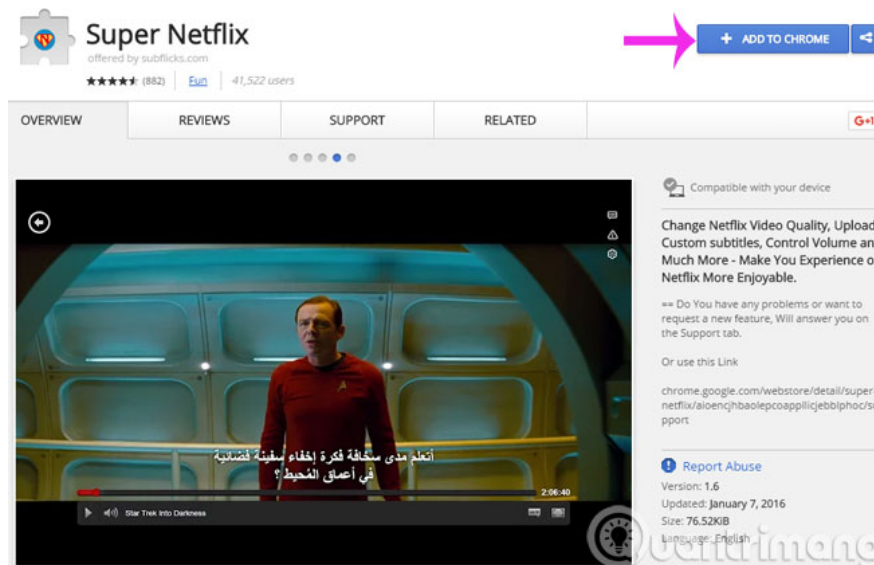 Super Netflix
offered by subflicks.com
(882) Fun 41,522 users
+ ADD TO CHROME
OVERVIEW REVIEWS SUPPORT RELATED
G+1
Compatible with your device
Change Netflix Video Quality, Upload
Custom subtitles, Control Volume an
Much More - Make You Experience o
Netflix More Enjoyable.
== Do You have any problems or want to
request a new feature, Will answer you on
the Support tab.
Or use this Link
chrome.google.com/webstore/detail/super
netflix/aioencjhbaolepcoappllicjebblphoc/su
pport
أتعلم مدى سخافة فكرة إخفاء سفينة فضائية
في أعماق المُحيط ؟
2:06:40
Star Trek Into Darkness
Report Abuse
Version: 1.6
Updated: January 7, 2016
Size: 76.52KiB
Language: English
Quantrimang